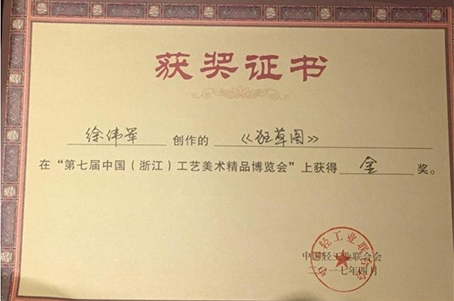 获奖证书
徐伟军 创作的 《狂草阁》
在“第七届中国（浙江）工艺美术精品博览会”上获得 金 奖。
中国轻工业联合会
二〇一七年四月